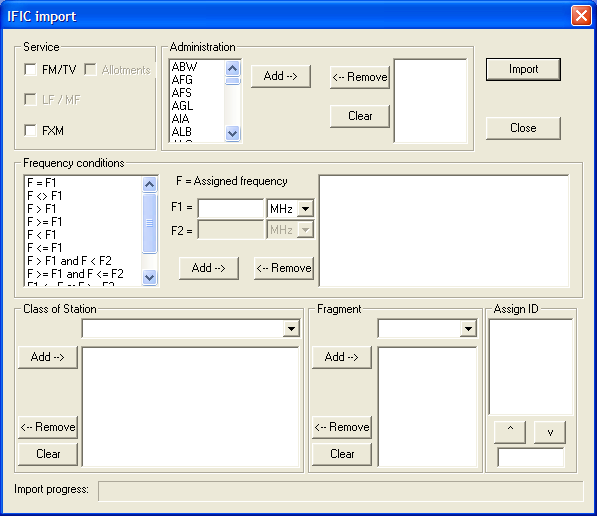 IFIC import
Service
FM/TV
Allotments
LF / MF
FXM
Administration
ABW
AFG
AFS
AGL
AIA
ALB
Add -->
<-- Remove
Clear
Import
Close
Frequency conditions
F = F1
F <> F1
F > F1
F >= F1
F < F1
F <= F1
F > F1 and F < F2
F >= F1 and F <= F2
F = Assigned frequency
F1 =
MHz
F2 =
MHz
Add -->
<-- Remove
Class of Station
Add -->
<-- Remove
Clear
Fragment
Add -->
<-- Remove
Clear
Assign ID
^
v
Import progress: